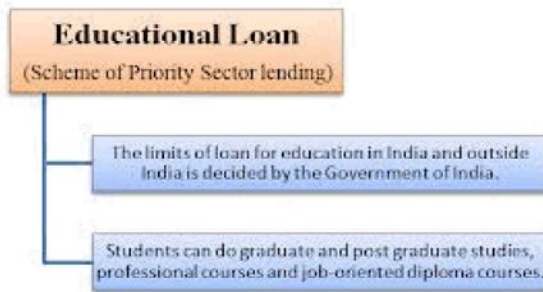 Educational Loan
(Scheme of Priority Sector lending)
The limits of loan for education in India and outside
India is decided by the Government of India.
Students can do graduate and post graduate studies,
professional courses and job-oriented diploma courses.